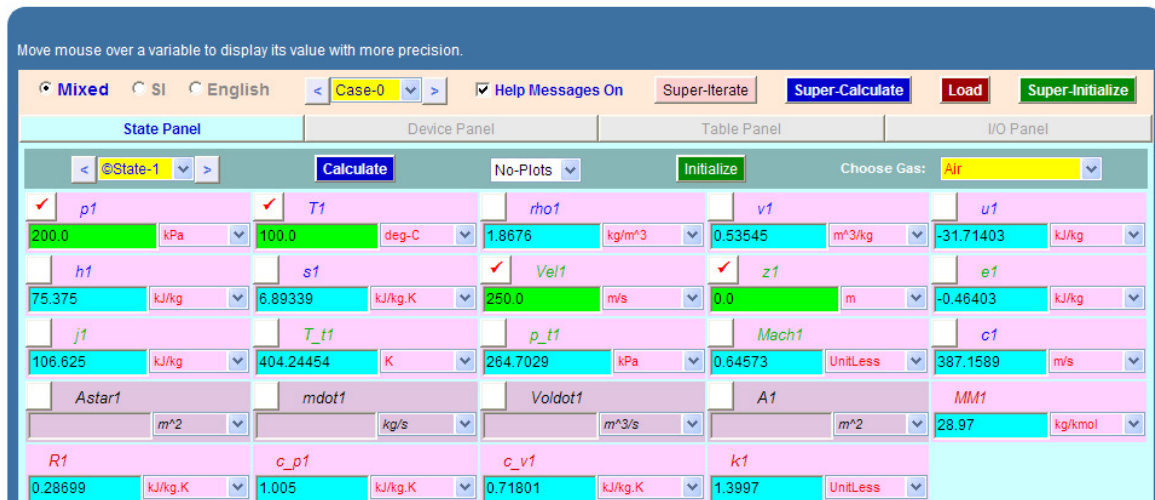 Move mouse over a variable to display its value with more precision.
Mixed SI English < Case-0 > Help Messages On Super-Iterate Super-Calculate Load Super-Initialize
State Panel Device Panel Table Panel I/O Panel
< ©State-1 > Calculate No-Plots Initialize Choose Gas: Air
p1 T1 rho1 v1 u1
200.0 kPa 100.0 deg-C 1.8676 kg/m^3 0.53545 m^3/kg -31.71403 kJ/kg
h1 s1 Vel1 z1 e1
75.375 kJ/kg 6.89339 kJ/kg.K 250.0 m/s 0.0 m -0.46403 kJ/kg
j1 T_t1 p_t1 Mach1 c1
106.625 kJ/kg 404.24454 K 264.7029 kPa 0.64573 UnitLess 387.1589 m/s
Astar1 mdot1 Voldot1 A1 MM1
m^2 kg/s m^3/s m^2 28.97 kg/kmol
R1 c_p1 c_v1 k1
0.28699 kJ/kg.K 1.005 kJ/kg.K 0.71801 kJ/kg.K 1.3997 UnitLess